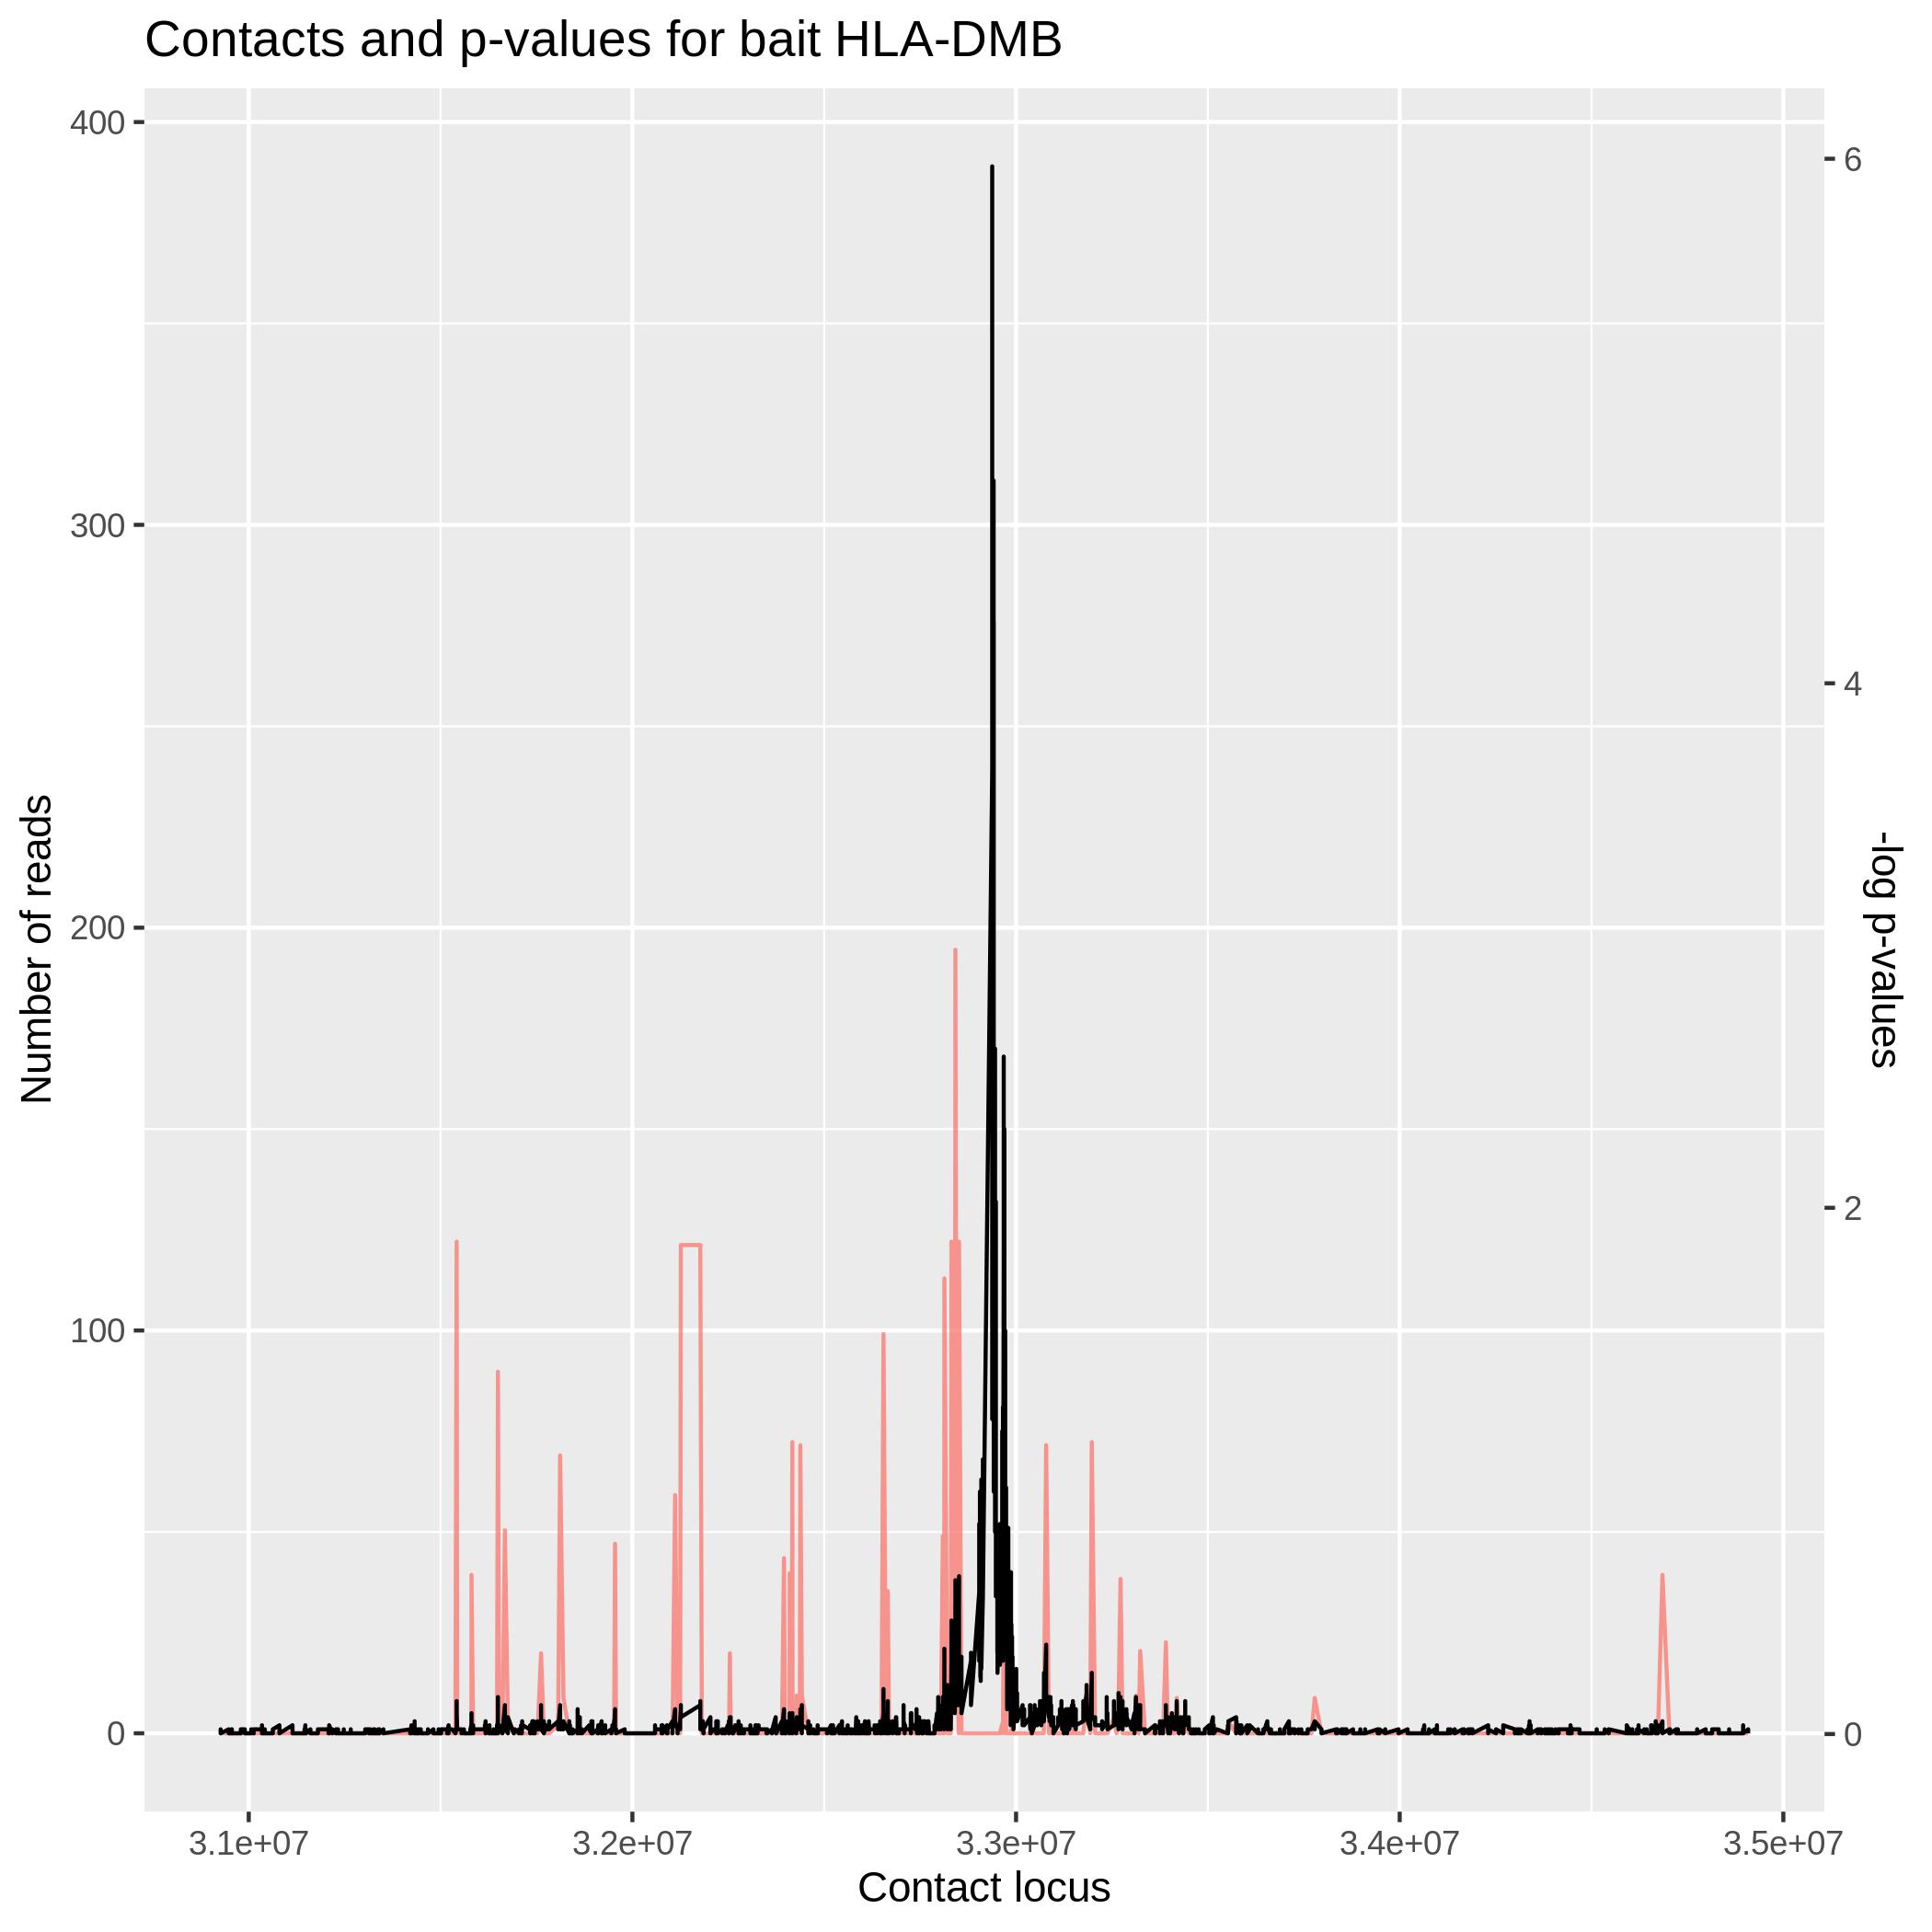 Contacts and p-values for bait HLA-DMB
400
300
200
100
0
Number of reads
6
4
2
0
-log p-values
3.1e+07
3.2e+07
3.3e+07
3.4e+07
3.5e+07
Contact locus